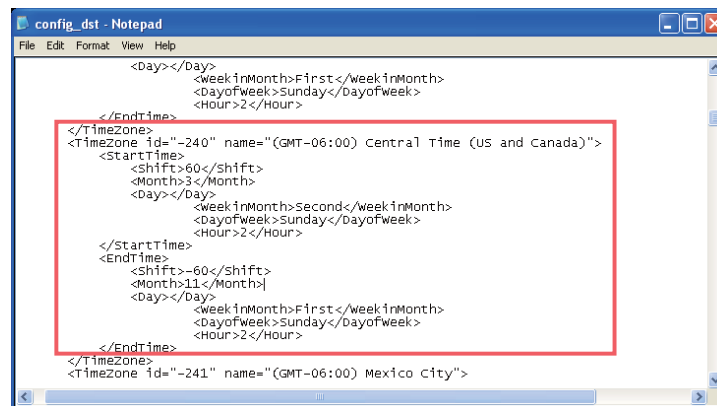 config_dst - Notepad
File Edit Format View Help
<Day></Day>
<WeekinMonth>First</WeekinMonth>
<DayofWeek>Sunday</DayofWeek>
<Hour>2</Hour>
</EndTime>
</TimeZone>
<TimeZone id="-240" name="(GMT-06:00) Central Time (US and Canada)">
<StartTime>
<Shift>60</Shift>
<Month>3</Month>
<Day></Day>
<WeekinMonth>Second</WeekinMonth>
<DayofWeek>Sunday</DayofWeek>
<Hour>2</Hour>
</StartTime>
<EndTime>
<Shift>-60</Shift>
<Month>11</Month>
<Day></Day>
<WeekinMonth>First</WeekinMonth>
<DayofWeek>Sunday</DayofWeek>
<Hour>2</Hour>
</EndTime>
</TimeZone>
<TimeZone id="-241" name="(GMT-06:00) Mexico City">